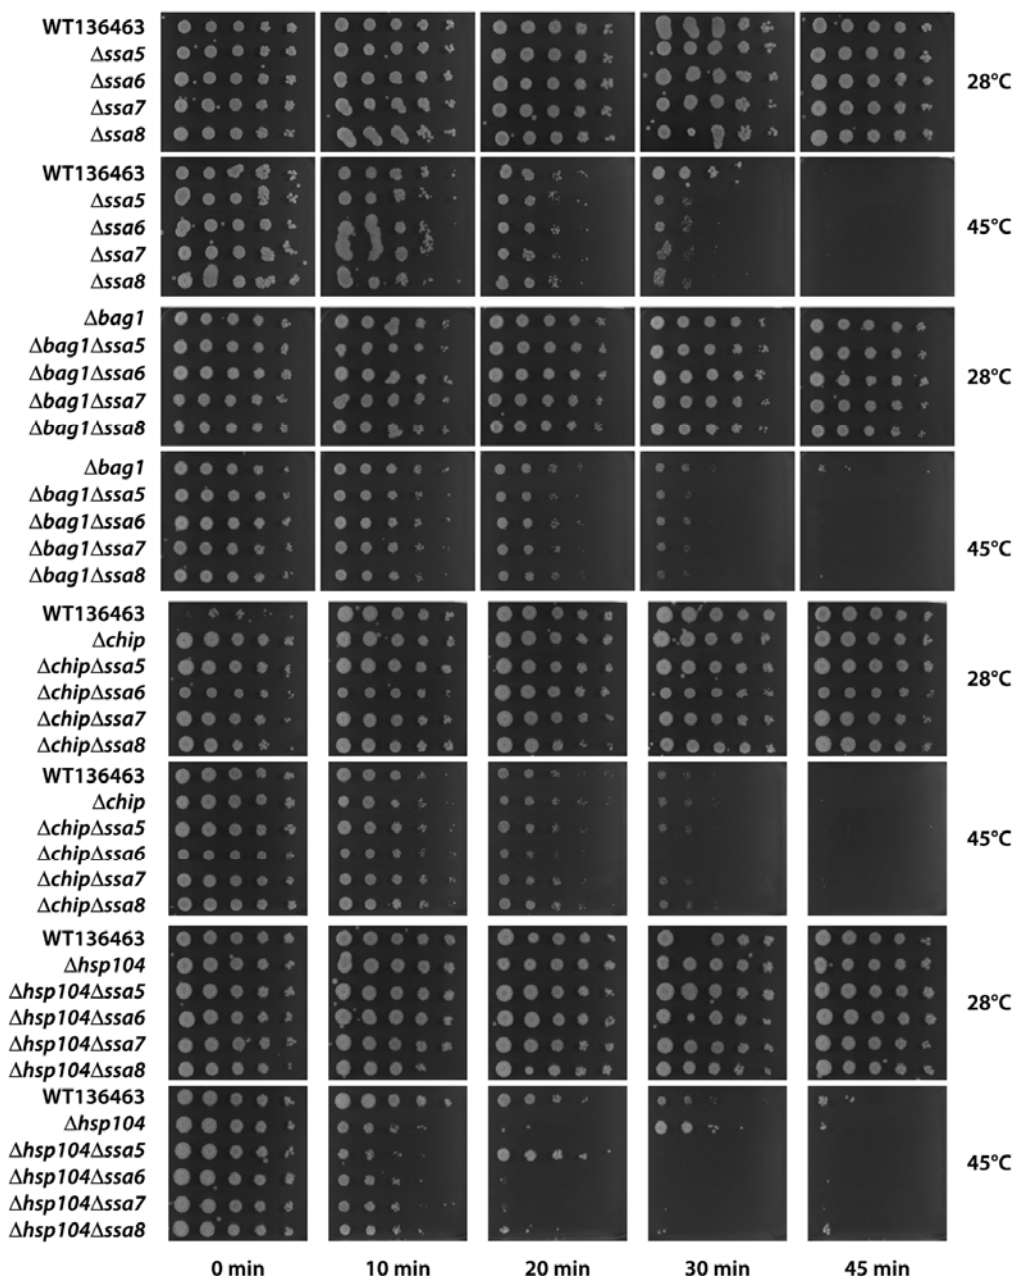 WT136463
Δssa5
Δssa6
Δssa7
Δssa8
28°C
WT136463
Δssa5
Δssa6
Δssa7
Δssa8
45°C
Δbag1
Δbag1Δssa5
Δbag1Δssa6
Δbag1Δssa7
Δbag1Δssa8
28°C
Δbag1
Δbag1Δssa5
Δbag1Δssa6
Δbag1Δssa7
Δbag1Δssa8
45°C
WT136463
Δchip
ΔchipΔssa5
ΔchipΔssa6
ΔchipΔssa7
ΔchipΔssa8
28°C
WT136463
Δchip
ΔchipΔssa5
ΔchipΔssa6
ΔchipΔssa7
ΔchipΔssa8
45°C
WT136463
Δhsp104
Δhsp104Δssa5
Δhsp104Δssa6
Δhsp104Δssa7
Δhsp104Δssa8
28°C
WT136463
Δhsp104
Δhsp104Δssa5
Δhsp104Δssa6
Δhsp104Δssa7
Δhsp104Δssa8
45°C
0 min 10 min 20 min 30 min 45 min